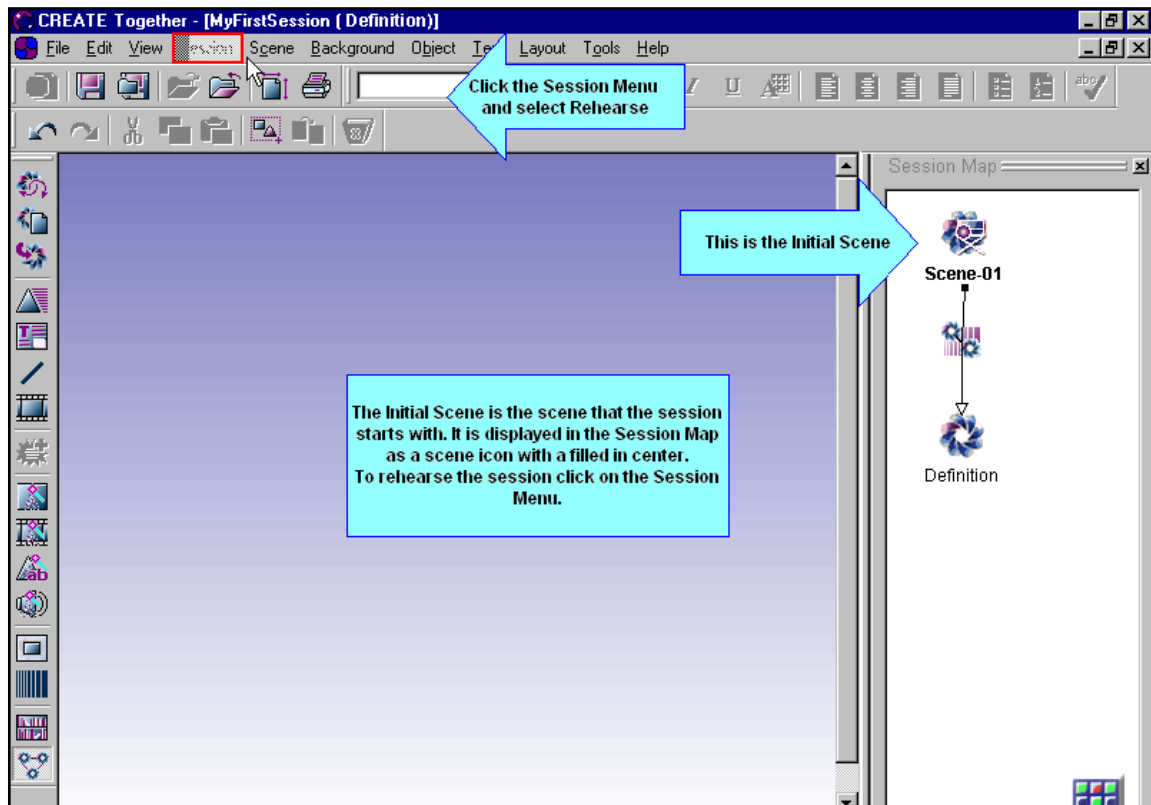 CREATE Together - [MyFirstSession ( Definition)]
File Edit View Session Scene Background Object Layout Tools Help
Click the Session Menu
and select Rehearse
U
abc
Session Map
This is the Initial Scene
Scene-01
The Initial Scene is the scene that the session
starts with. It is displayed in the Session Map
as a scene icon with a filled in center.
To rehearse the session click on the Session
Menu.
Definition
ab